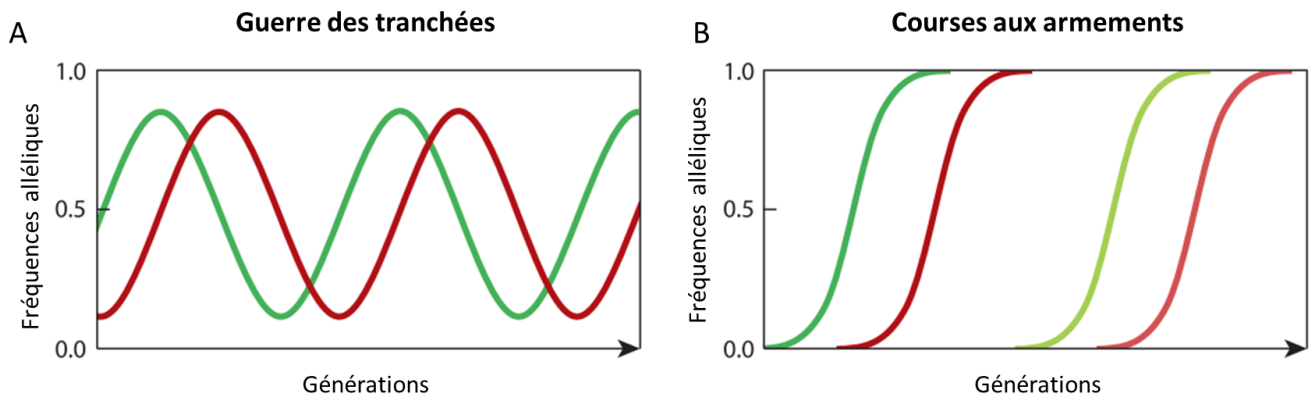 A
Guerre des tranchées
1.0
0.5
0.0
Fréquences alléliques
Générations
B
Courses aux armements
1.0
0.5
0.0
Fréquences alléliques
Générations